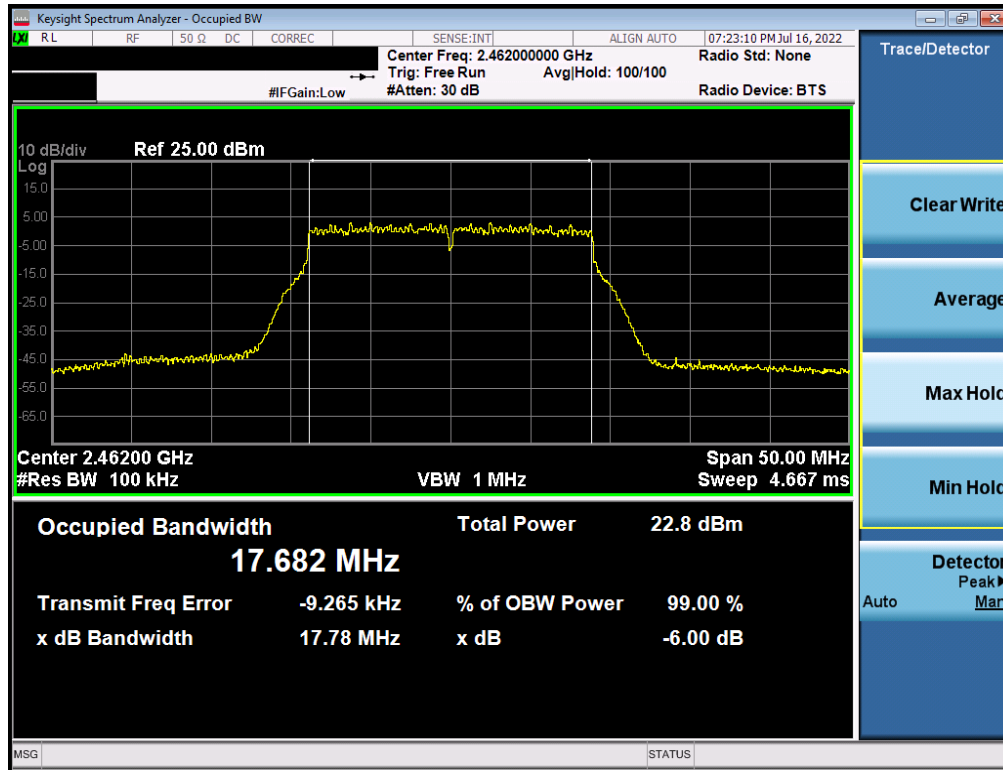 Keysight Spectrum Analyzer - Occupied BW
LXI RL RF 50 Ω DC CORREC SENSE:INT ALIGN AUTO 07:23:10 PM Jul 16, 2022
Center Freq: 2.462000000 GHz Radio Std: None
Trig: Free Run Avg|Hold: 100/100
#IFGain:Low #Atten: 30 dB Radio Device: BTS
10 dB/div Ref 25.00 dBm
Log
15.0
5.00
-5.00
-15.0
-25.0
-35.0
-45.0
-55.0
-65.0
Center 2.46200 GHz Span 50.00 MHz
#Res BW 100 kHz VBW 1 MHz Sweep 4.667 ms
Occupied Bandwidth Total Power 22.8 dBm
17.682 MHz
Transmit Freq Error -9.265 kHz % of OBW Power 99.00 %
x dB Bandwidth 17.78 MHz x dB -6.00 dB
MSG STATUS
Trace/Detector
Clear Write
Average
Max Hold
Min Hold
Detector
Peak▶
Auto Man